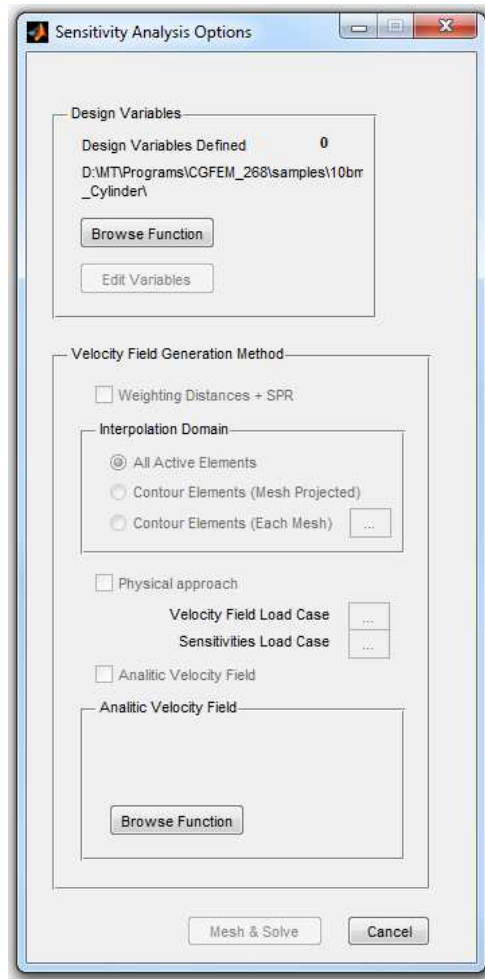 Sensitivity Analysis Options
Design Variables
Design Variables Defined 0
D:\MT\Programs\CGFEM_268\samples\10bm
_Cylinder\
Browse Function
Edit Variables
Velocity Field Generation Method
Weighting Distances + SPR
Interpolation Domain
All Active Elements
Contour Elements (Mesh Projected)
Contour Elements (Each Mesh) ...
Physical approach
Velocity Field Load Case ...
Sensitivities Load Case ...
Analitic Velocity Field
Analitic Velocity Field
Browse Function
Mesh & Solve Cancel